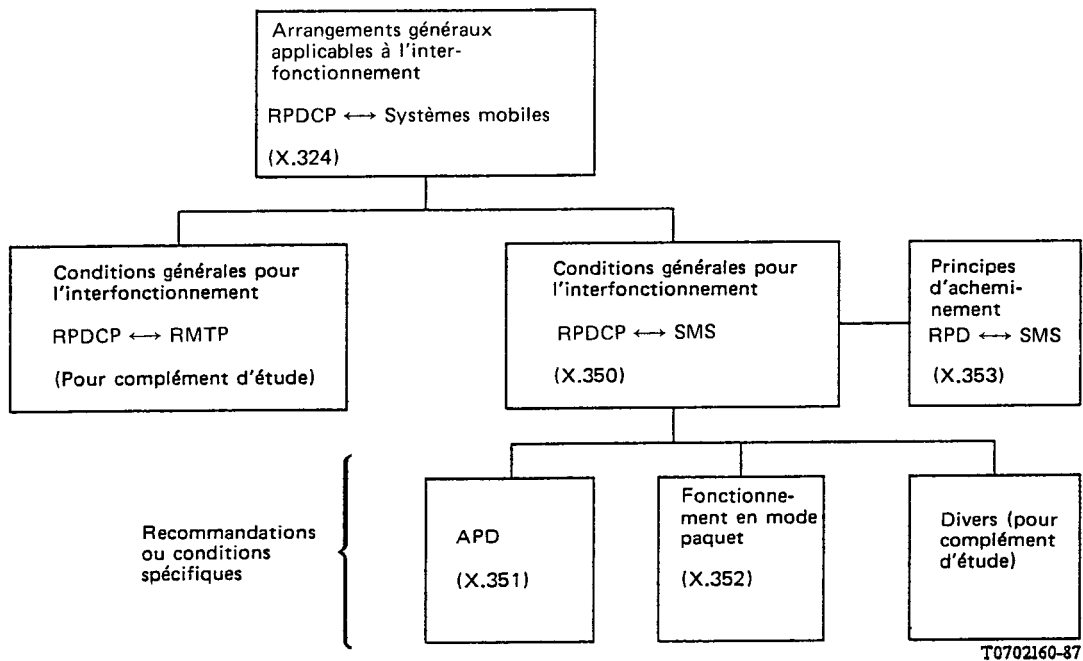 Arrangements généraux
applicables à l'inter-
fonctionnement
RPDCP ←→ Systèmes mobiles
(X.324)
Conditions générales pour
l'interfonctionnement
RPDCP ←→ RMTP
(Pour complément d'étude)
Conditions générales pour
l'interfonctionnement
RPDCP ←→ SMS
(X.350)
Principes
d'achemi-
nement
RPD ←→ SMS
(X.353)
Recommandations
ou conditions
spécifiques
APD
(X.351)
Fonctionne-
ment en mode
paquet
(X.352)
Divers (pour
complément
d'étude)
T0702160-87